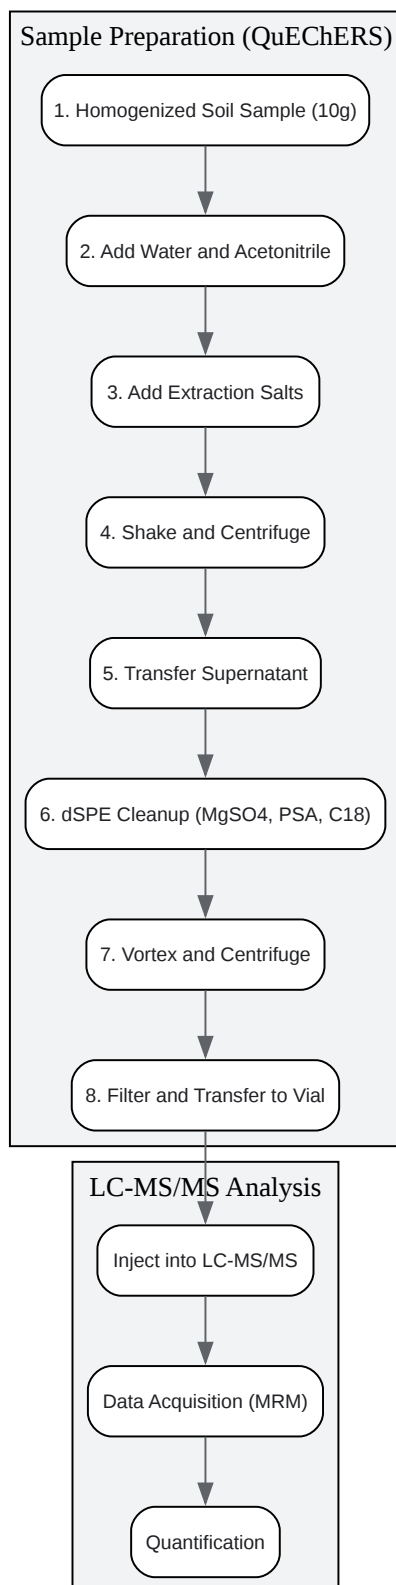 Sample Preparation (QuEChERS)
1. Homogenized Soil Sample (10g)
2. Add Water and Acetonitrile
3. Add Extraction Salts
4. Shake and Centrifuge
5. Transfer Supernatant
6. dSPE Cleanup (MgSO4, PSA, C18)
7. Vortex and Centrifuge
8. Filter and Transfer to Vial
LC-MS/MS Analysis
Inject into LC-MS/MS
Data Acquisition (MRM)
Quantification